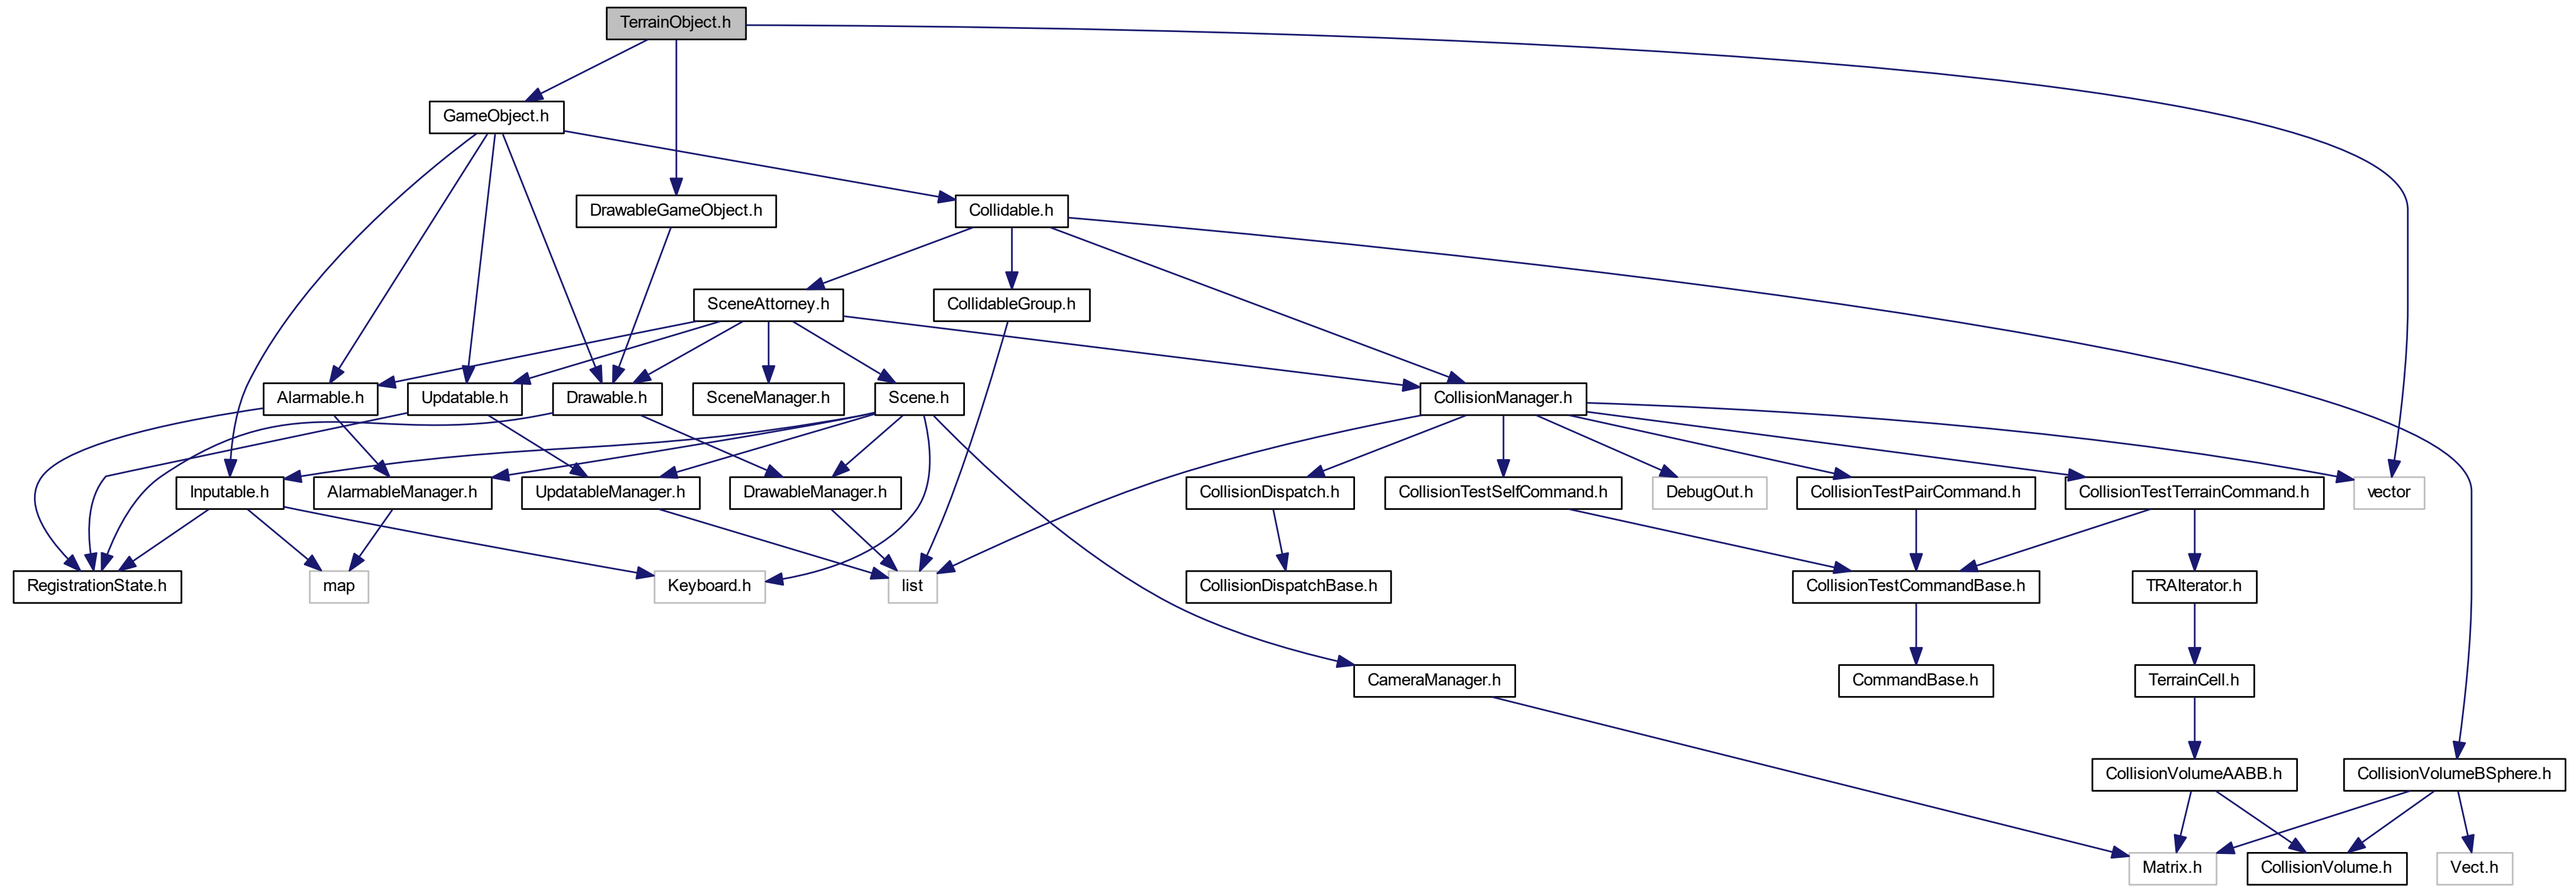 TerrainObject.h
GameObject.h
DrawableGameObject.h
Collidable.h
SceneAttorney.h
CollidableGroup.h
Alarmable.h
Updatable.h
Drawable.h
SceneManager.h
Scene.h
CollisionManager.h
Inputable.h
AlarmableManager.h
UpdatableManager.h
DrawableManager.h
CollisionDispatch.h
CollisionTestSelfCommand.h
DebugOut.h
CollisionTestPairCommand.h
CollisionTestTerrainCommand.h
vector
RegistrationState.h
map
Keyboard.h
list
CollisionDispatchBase.h
CollisionTestCommandBase.h
TRAIterator.h
CameraManager.h
CommandBase.h
TerrainCell.h
CollisionVolumeAABB.h
CollisionVolumeBSphere.h
Matrix.h
CollisionVolume.h
Vect.h